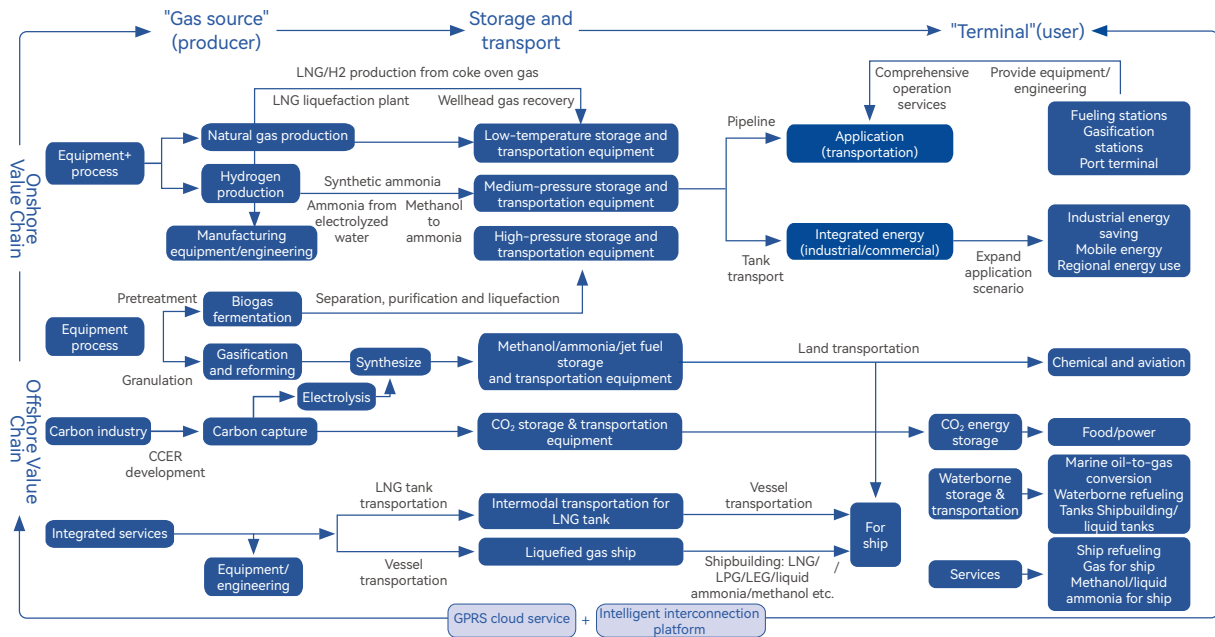 "Gas source"
(producer)
Storage and
transport
"Terminal"(user)
Onshore
Value Chain
Offshore Value
Chain
LNG/H2 production from coke oven gas
LNG liquefaction plant
Wellhead gas recovery
Comprehensive
operation
services
Provide equipment/
engineering
Equipment+
process
Natural gas production
Low-temperature storage and
transportation equipment
Pipeline
Application
(transportation)
Fueling stations
Gasification
stations
Port terminal
Hydrogen
production
Synthetic ammonia
Ammonia from
electrolyzed
water
Methanol
to
ammonia
Medium-pressure storage and
transportation equipment
Manufacturing
equipment/engineering
High-pressure storage and
transportation equipment
Tank
transport
Integrated energy
(industrial/commercial)
Expand
application
scenario
Industrial energy
saving
Mobile energy
Regional energy use
Pretreatment
Biogas
fermentation
Separation, purification and liquefaction
Equipment
process
Granulation
Gasification
and reforming
Synthesize
Methanol/ammonia/jet fuel
storage
and transportation equipment
Land transportation
Chemical and aviation
Electrolysis
Carbon industry
CCER
development
Carbon capture
CO₂ storage & transportation
equipment
CO₂ energy
storage
Food/power
LNG tank
transportation
Intermodal transportation for
LNG tank
Vessel
transportation
Waterborne
storage &
transportation
Marine oil-to-gas
conversion
Waterborne refueling
Tanks Shipbuilding/
liquid tanks
Integrated services
Equipment/
engineering
Vessel
transportation
Liquefied gas ship
Shipbuilding: LNG/ /
LPG/LEG/liquid
ammonia/methanol etc.
For
ship
Services
Ship refueling
Gas for ship
Methanol/liquid
ammonia for ship
GPRS cloud service
+
Intelligent interconnection
platform